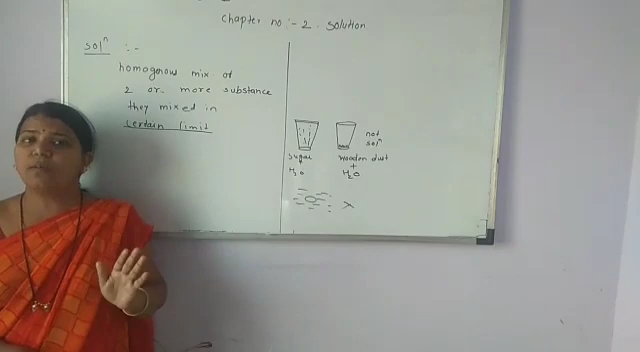 Chapter no :- 2 . Solution
Solⁿ :-
homogenous mix of
2 or more substance
they mixed in
certain limit
not
solⁿ
sugar
wooden dust
+
H₂O
H₂O